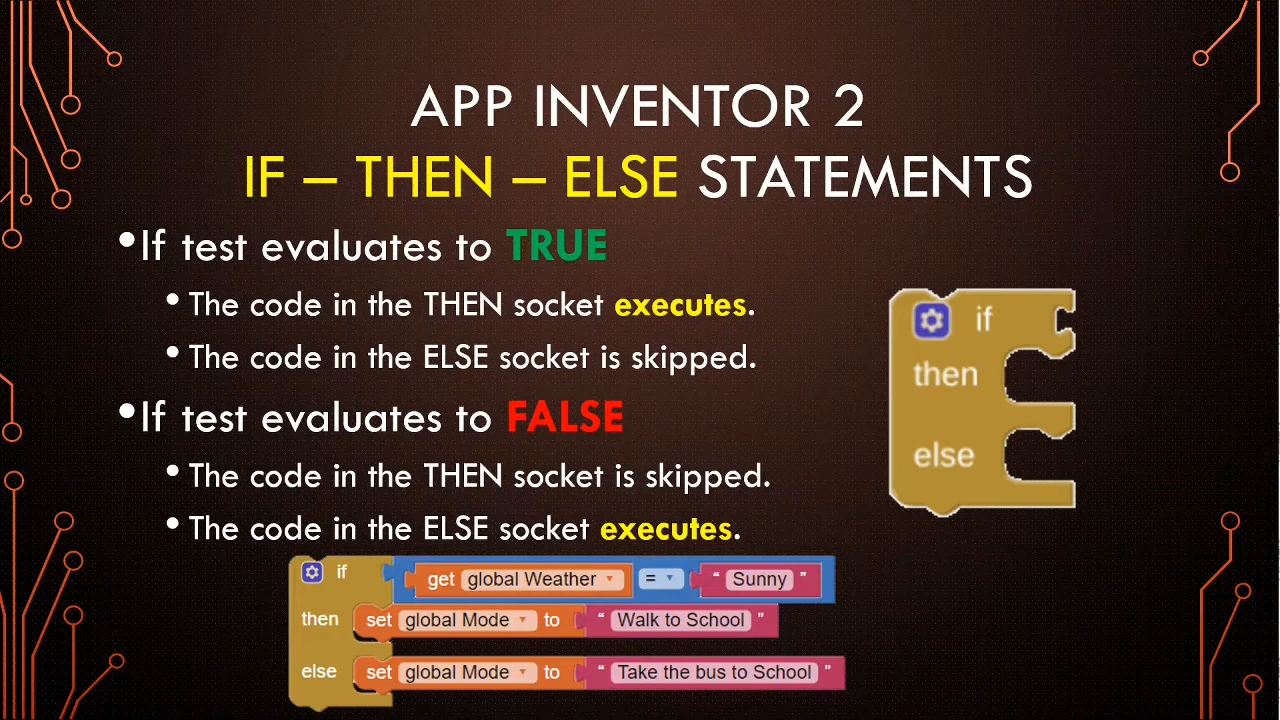 APP INVENTOR 2
IF – THEN – ELSE STATEMENTS
•If test evaluates to TRUE
•The code in the THEN socket executes.
•The code in the ELSE socket is skipped.
•If test evaluates to FALSE
•The code in the THEN socket is skipped.
•The code in the ELSE socket executes.
if
then
else
if get global Weather = “ Sunny ”
then set global Mode to “ Walk to School ”
else set global Mode to “ Take the bus to School ”